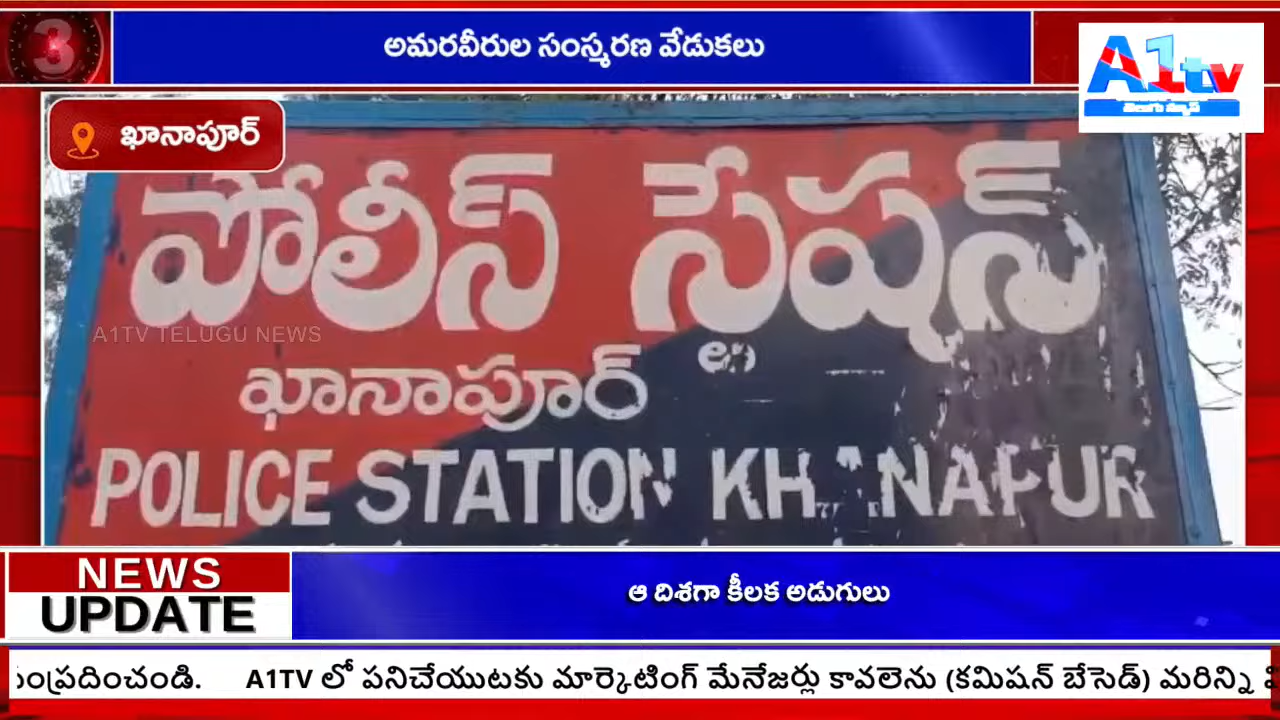 3
అమరవీరుల సంస్మరణ వేడుకలు
A1tv
తెలుగు న్యూస్
ఖానాపూర్
పోలీస్ స్టేషన్
A1TV TELUGU NEWS
ఖానాపూర్
POLICE STATION KHANAPUR
NEWS
UPDATE
ఆ దిశగా కీలక అడుగులు
A1TV లో పనిచేయుటకు మార్కెటింగ్ మేనేజర్లు కావలెను (కమిషన్ బేసెడ్) మరిన్ని